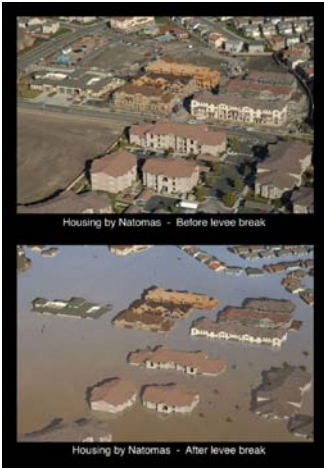 Housing by Natomas - Before levee break
Housing by Natomas - After levee break